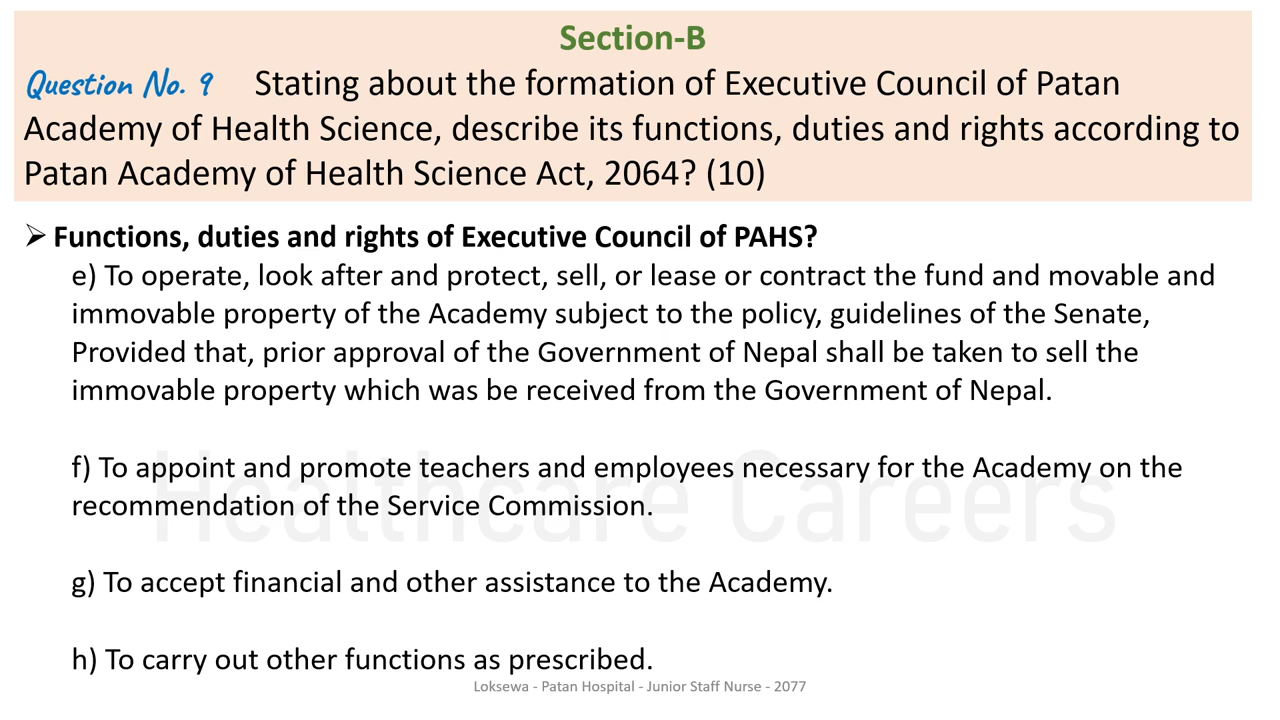 Section-B
Question No. 9 Stating about the formation of Executive Council of Patan
Academy of Health Science, describe its functions, duties and rights according to
Patan Academy of Health Science Act, 2064? (10)
➢ Functions, duties and rights of Executive Council of PAHS?
e) To operate, look after and protect, sell, or lease or contract the fund and movable and
immovable property of the Academy subject to the policy, guidelines of the Senate,
Provided that, prior approval of the Government of Nepal shall be taken to sell the
immovable property which was be received from the Government of Nepal.
f) To appoint and promote teachers and employees necessary for the Academy on the
recommendation of the Service Commission.
Healthcare Careers
g) To accept financial and other assistance to the Academy.
h) To carry out other functions as prescribed.
Loksewa - Patan Hospital - Junior Staff Nurse - 2077